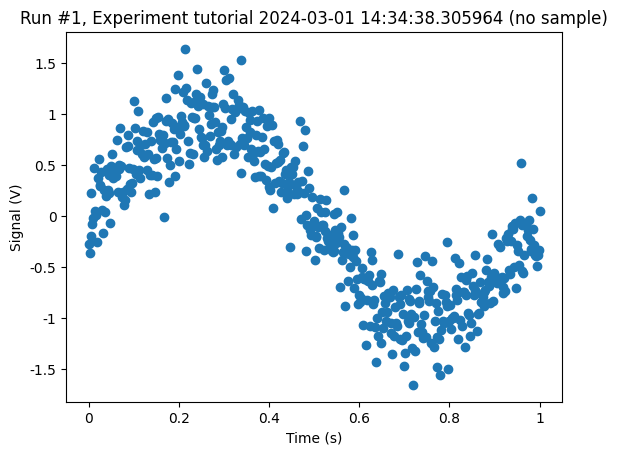 Run #1, Experiment tutorial 2024-03-01 14:34:38.305964 (no sample)
1.5
1
0.5
0
-0.5
-1
-1.5
Signal (V)
0 0.2 0.4 0.6 0.8 1
Time (s)